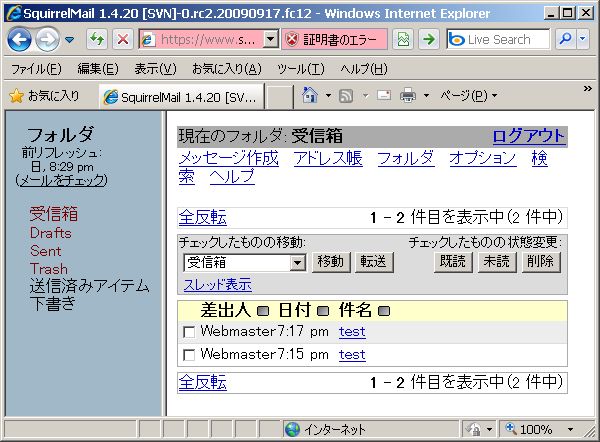 SquirrelMail 1.4.20 [SVN]-0.rc2.20090917.fc12 - Windows Internet Explorer
https://www.s... 証明書のエラー Live Search
ファイル(F) 編集(E) 表示(V) お気に入り(A) ツール(T) ヘルプ(H)
お気に入り SquirrelMail 1.4.20 [SV... ページ(P)
フォルダ
前リフレッシュ:
日, 8:29 pm
(メールをチェック)
受信箱
Drafts
Sent
Trash
送信済みアイテム
下書き
現在のフォルダ: 受信箱 ログアウト
メッセージ作成 アドレス帳 フォルダ オプション 検
索 ヘルプ
全反転 1 - 2 件目を表示中(2 件中)
チェックしたものの移動: チェックしたものの状態変更:
受信箱 移動 転送 既読 未読 削除
スレッド表示
差出人 日付 件名
Webmaster 7:17 pm test
Webmaster 7:15 pm test
全反転 1 - 2 件目を表示中(2 件中)
インターネット 100%